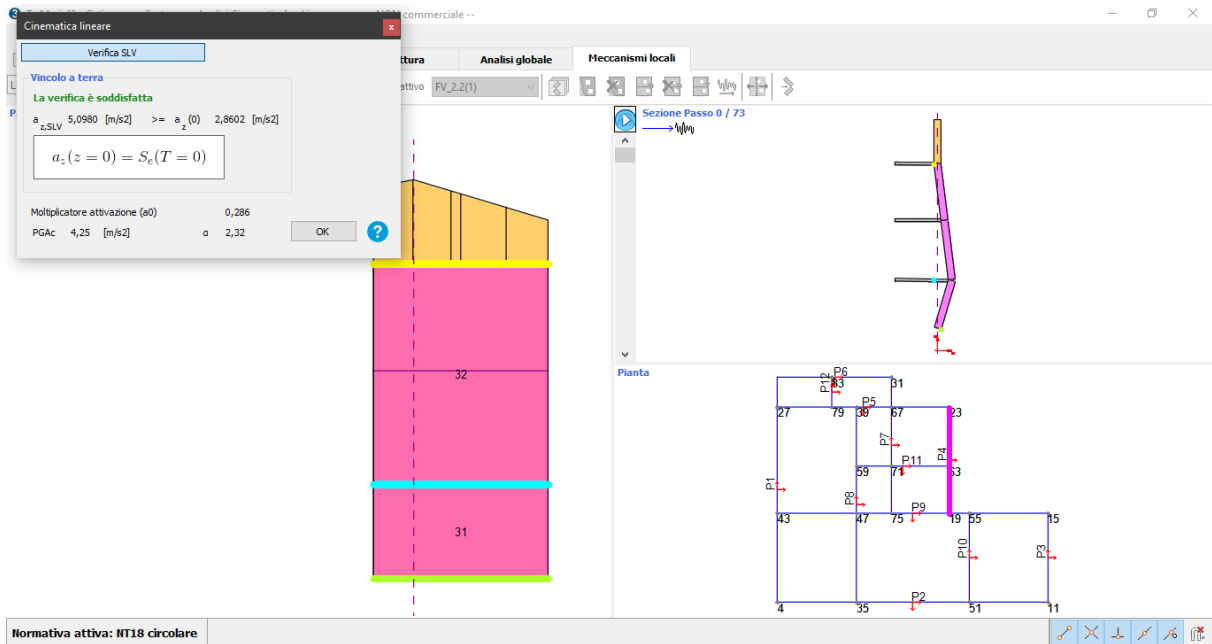 commerciale --
Cinematica lineare
x
Verifica SLV
Vincolo a terra
La verifica è soddisfatta
a z,SLV 5,0980 [m/s2] >= a z (0) 2,8602 [m/s2]
a_z(z = 0) = S_e(T = 0)
Moltiplicatore attivazione (a0) 0,286
PGAc 4,25 [m/s2] α 2,32
OK
?
Analisi globale
Meccanismi locali
FV_2.2(1)
Sezione Passo 0 / 73
32
31
Pianta
P6
P12
83
31
P5
27
79
39
67
23
P7
P4
P11
59
71
63
P1
P8
P9
43
47
75
19
55
15
P10
P3
P2
4
35
51
11
Normativa attiva: NT18 circolare